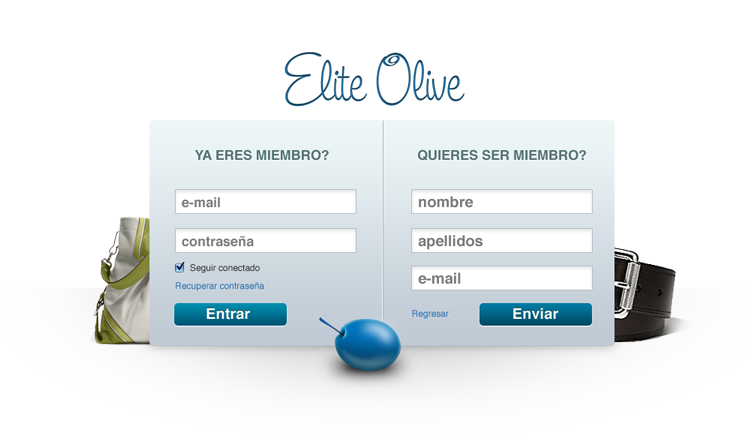 Elite Olive
YA ERES MIEMBRO?
e-mail
contraseña
Seguir conectado
Recuperar contraseña
Entrar
QUIERES SER MIEMBRO?
nombre
apellidos
e-mail
Regresar
Enviar